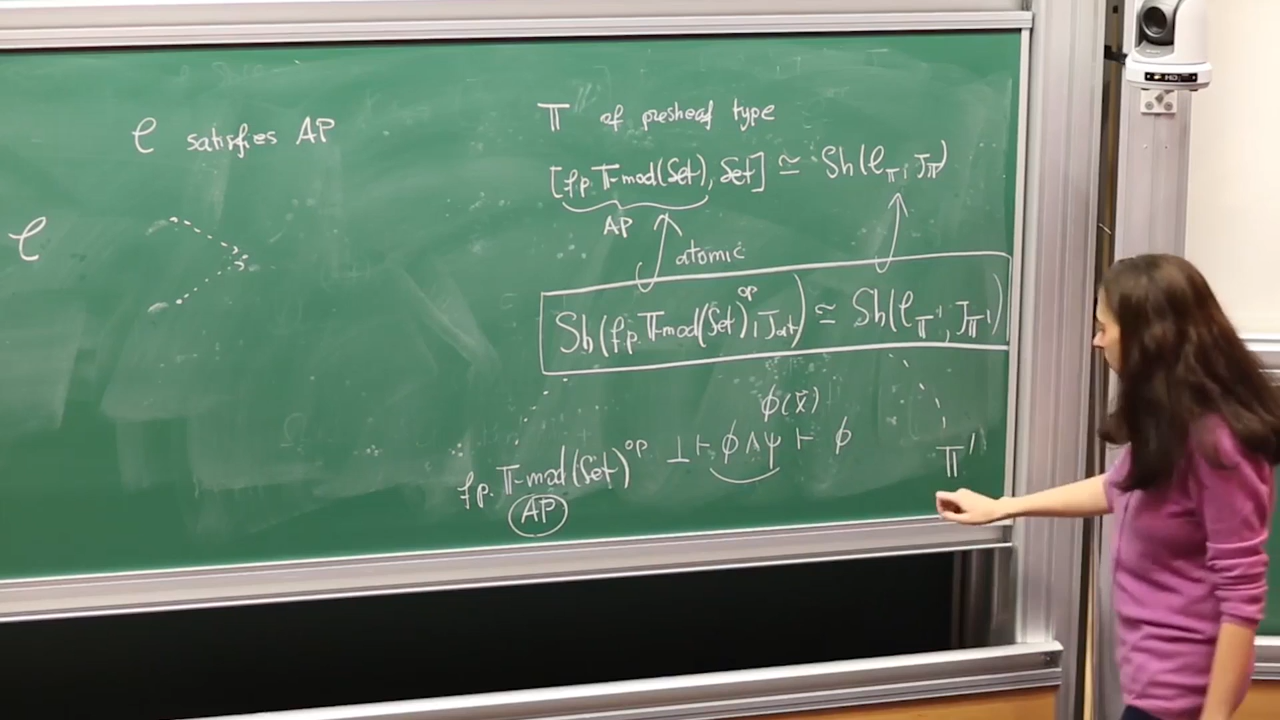 𝒞 satisfies AP
𝒞
𝕋 of presheaf type
[f.p. 𝕋-mod(Set), Set] ≃ Sh(𝒞_𝕋, J_𝕋)
AP
atomic
Sh(f.p. 𝕋-mod(Set)^op, J_at) ≃ Sh(𝒞_𝕋', J_𝕋')
ϕ(x⃗)
f.p. 𝕋-mod(Set)^op ⊥ ⊢ ϕ ∧ ψ ⊢ ϕ
𝕋'
AP